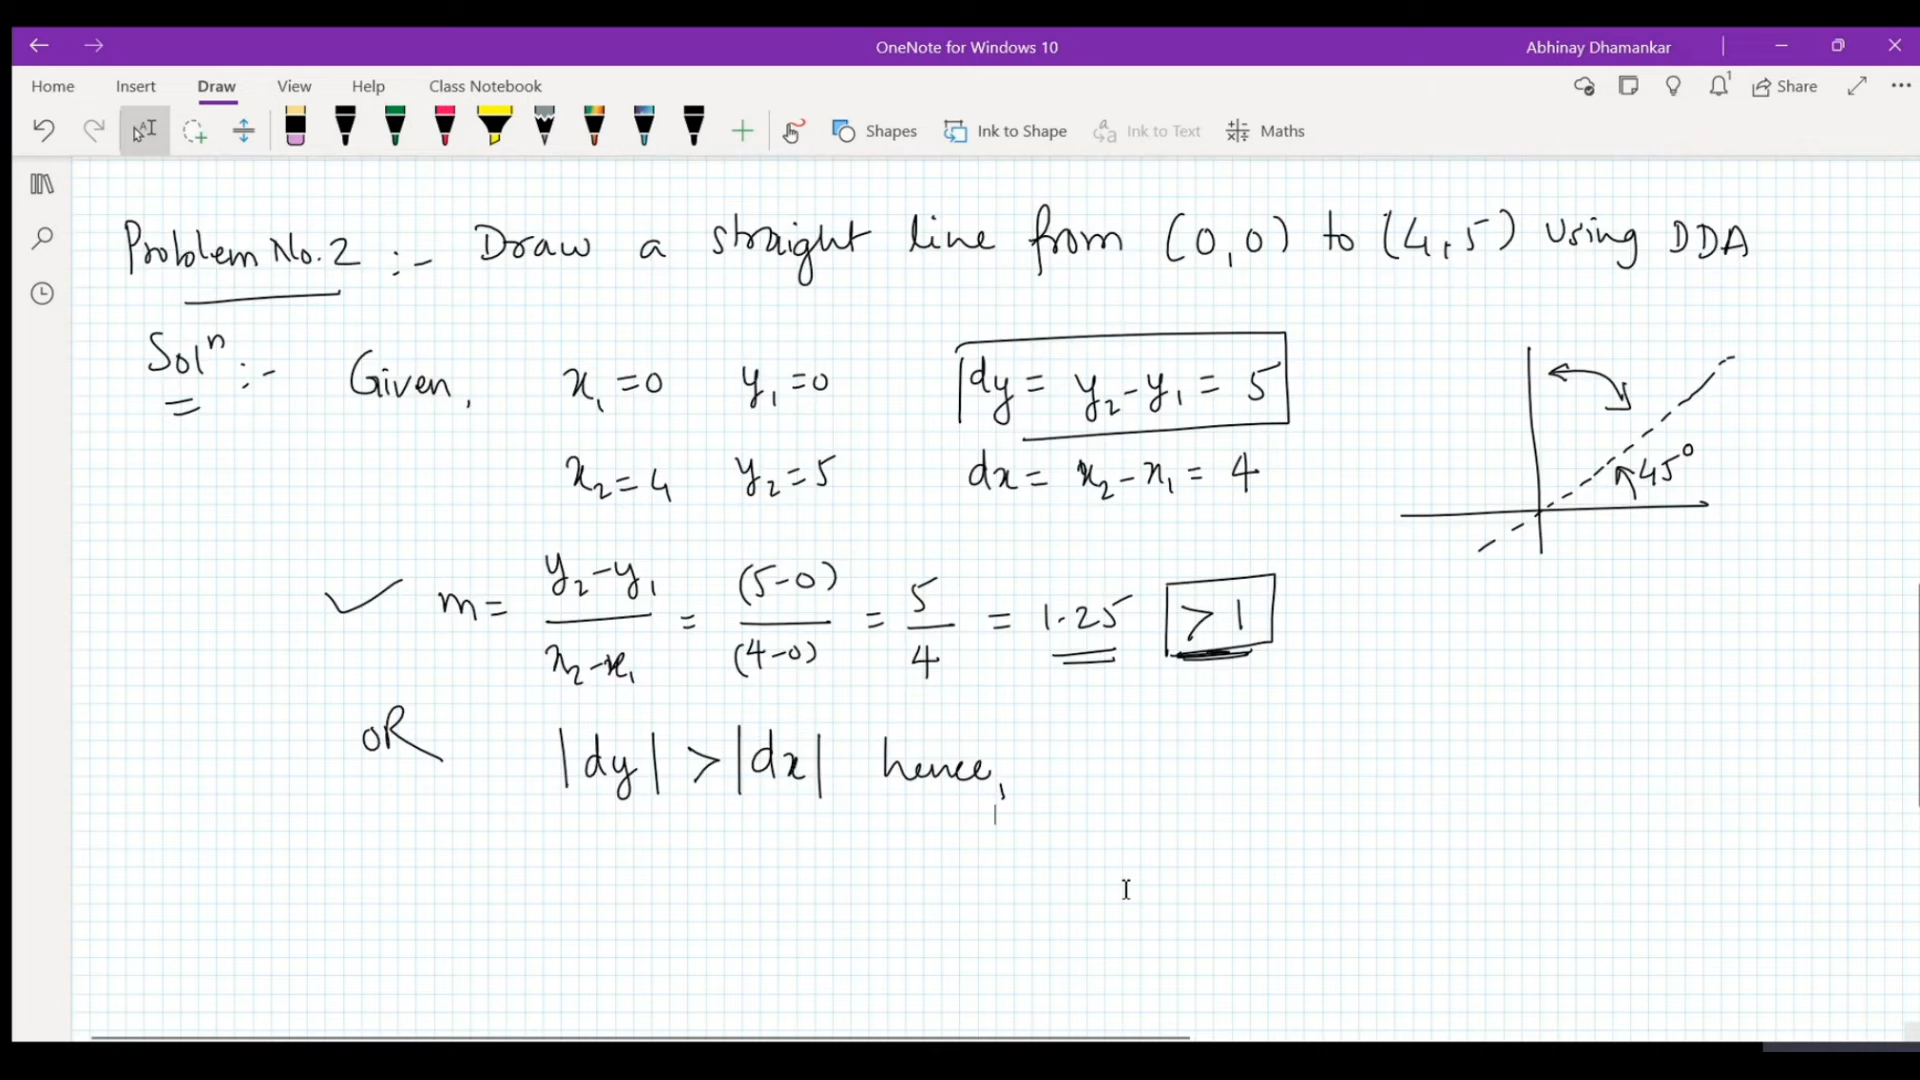 OneNote for Windows 10
Abhinay Dhamankar
Home Insert Draw View Help Class Notebook
1 Share
Shapes Ink to Shape Ink to Text Maths
Problem No. 2 :- Draw a straight line from (0,0) to (4,5) using DDA
Solⁿ :- Given, x₁ = 0 y₁ = 0 dy = y₂ - y₁ = 5
x₂ = 4 y₂ = 5 dx = x₂ - x₁ = 4
45°
m = y₂-y₁/x₂-x₁ = (5-0)/(4-0) = 5/4 = 1.25 > 1
OR |dy| > |dx| hence,